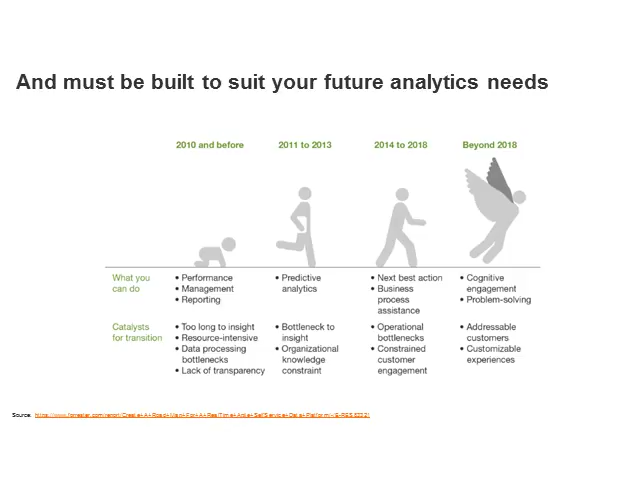 And must be built to suit your future analytics needs
2010 and before
2011 to 2013
2014 to 2018
Beyond 2018
What you
can do
• Performance
• Management
• Reporting
• Predictive
analytics
• Next best action
• Business
process
assistance
• Cognitive
engagement
• Problem-solving
Catalysts
for transition
• Too long to insight
• Resource-intensive
• Data processing
bottlenecks
• Lack of transparency
• Bottleneck to
insight
• Organizational
knowledge
constraint
• Operational
bottlenecks
• Constrained
customer
engagement
• Addressable
customers
• Customizable
experiences
Source: